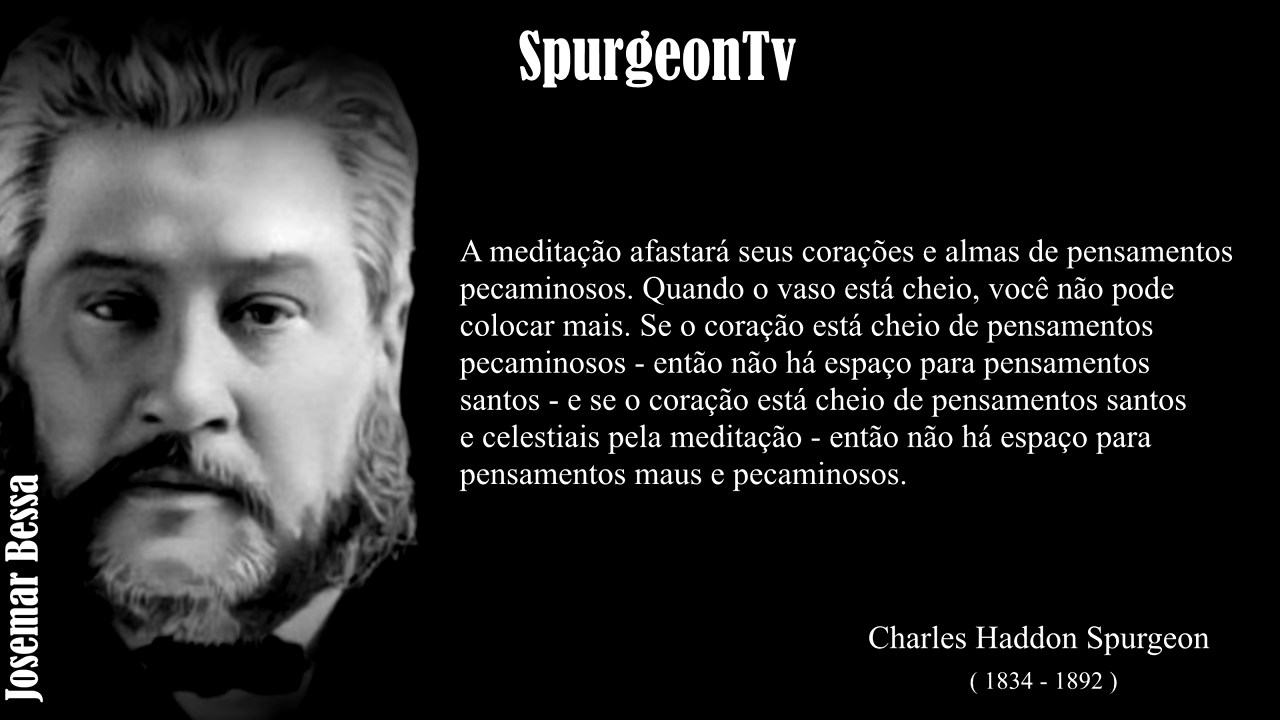 SpurgeonTv
A meditação afastará seus corações e almas de pensamentos
pecaminosos. Quando o vaso está cheio, você não pode
colocar mais. Se o coração está cheio de pensamentos
pecaminosos - então não há espaço para pensamentos
santos - e se o coração está cheio de pensamentos santos
e celestiais pela meditação - então não há espaço para
pensamentos maus e pecaminosos.
Charles Haddon Spurgeon
( 1834 - 1892 )
Josemar Bessa